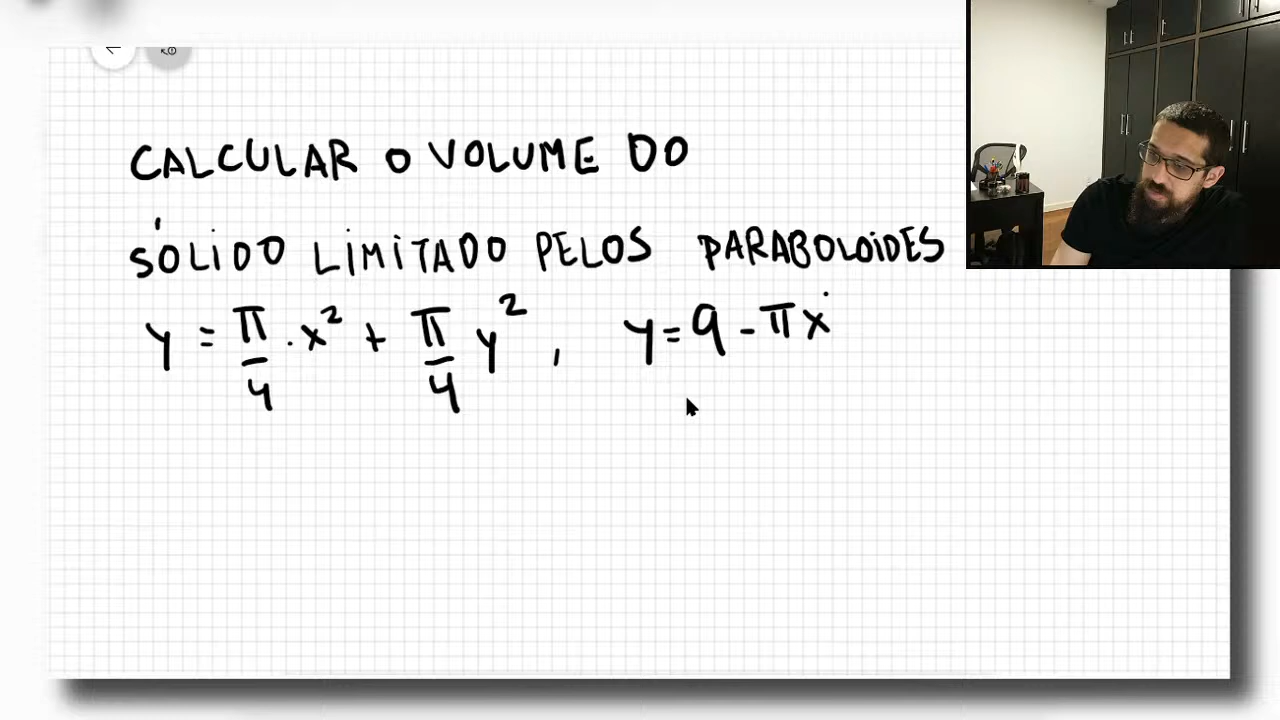 CALCULAR O VOLUME DO
SÓLIDO LIMITADO PELOS PARABOLOIDES
y = π/4 · x² + π/4 y² , y = 9 - πx